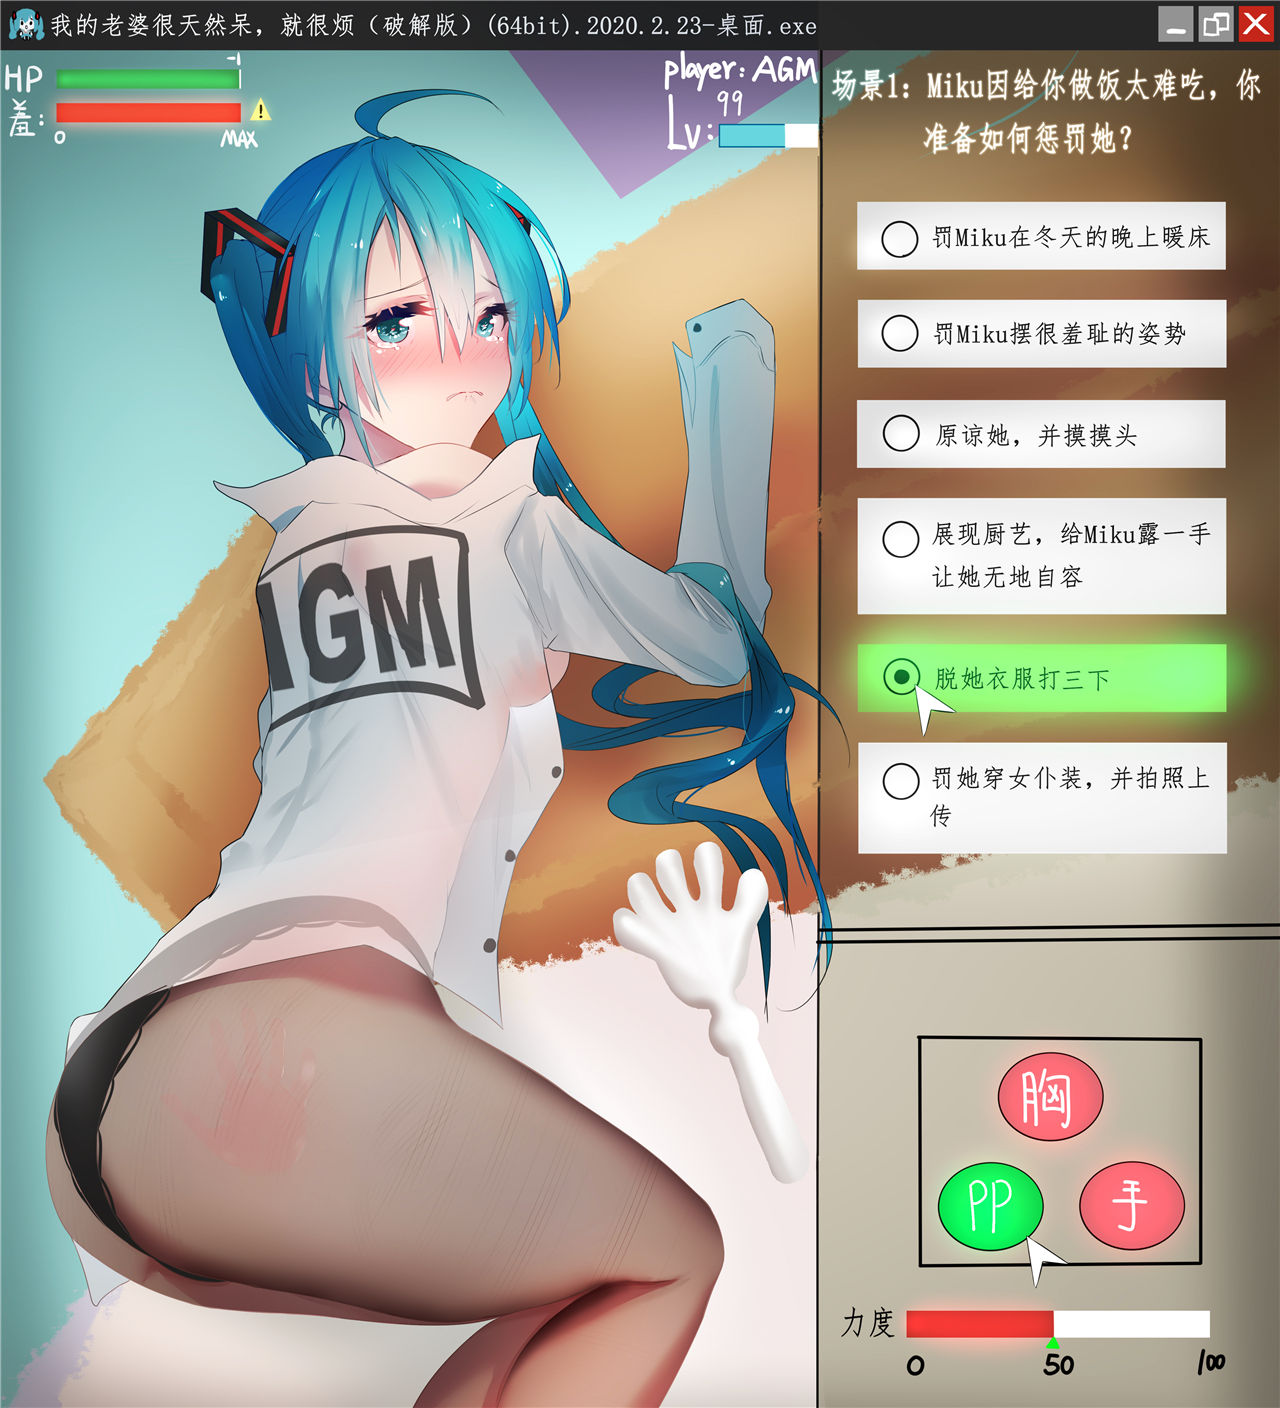 我的老婆很天然呆，就很烦（破解版）(64bit).2020.2.23-桌面.exe
HP
-1
羞:
!
0
MAX
player: AGM
99
Lv:
IGM
场景1：Miku因给你做饭太难吃，你
准备如何惩罚她？
罚Miku在冬天的晚上暖床
罚Miku摆很羞耻的姿势
原谅她，并摸摸头
展现厨艺，给Miku露一手
让她无地自容
脱她衣服打三下
罚她穿女仆装，并拍照上
传
胸
PP
手
力度
0
50
100